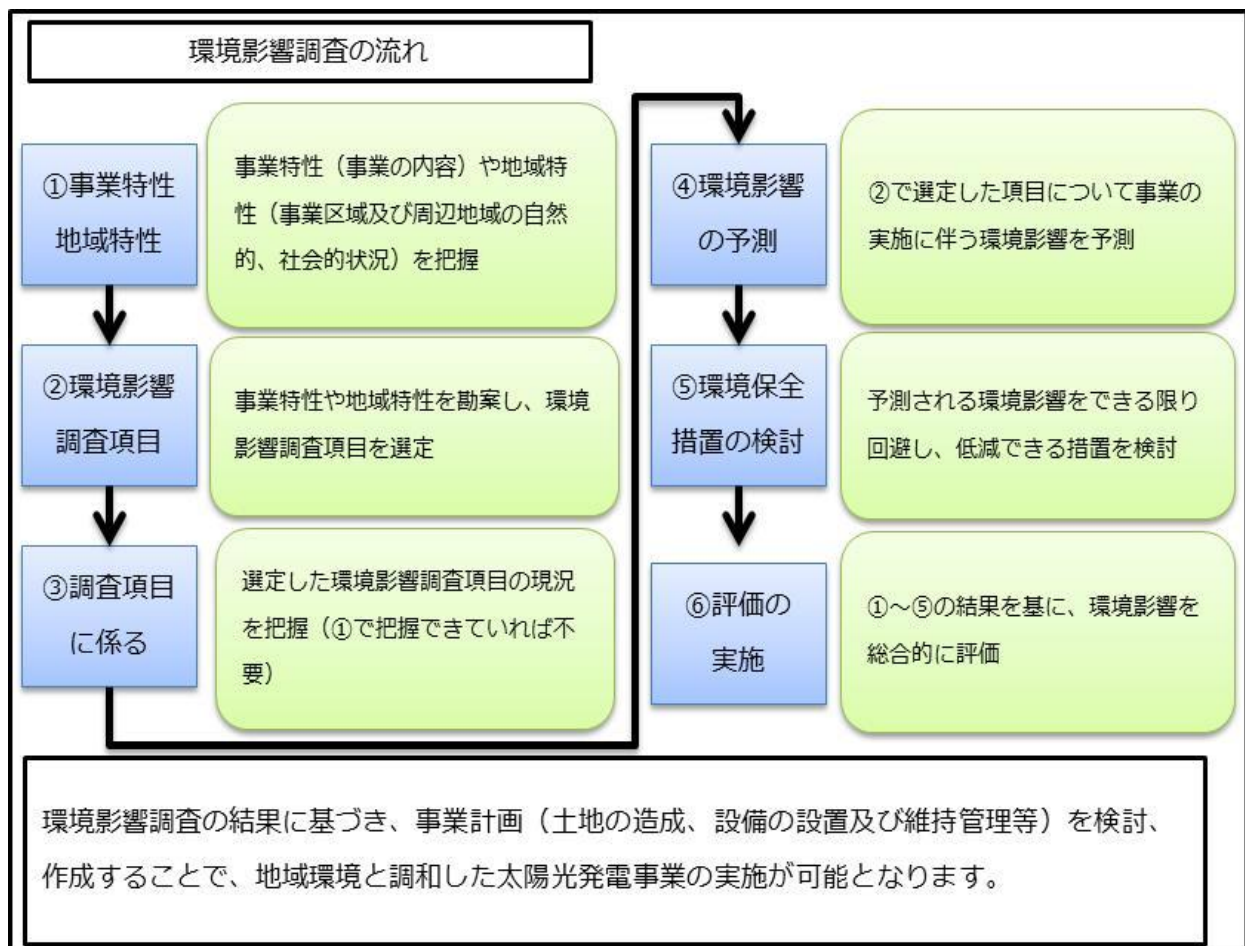 環境影響調査の流れ
①事業特性
地域特性
事業特性（事業の内容）や地域特
性（事業区域及び周辺地域の自然
的、社会的状況）を把握
②環境影響
調査項目
事業特性や地域特性を勘案し、環境
影響調査項目を選定
③調査項目
に係る
選定した環境影響調査項目の現況
を把握（①で把握できていれば不
要）
④環境影響
の予測
②で選定した項目について事業の
実施に伴う環境影響を予測
⑤環境保全
措置の検討
予測される環境影響をできる限り
回避し、低減できる措置を検討
⑥評価の
実施
①～⑤の結果を基に、環境影響を
総合的に評価
環境影響調査の結果に基づき、事業計画（土地の造成、設備の設置及び維持管理等）を検討、
作成することで、地域環境と調和した太陽光発電事業の実施が可能となります。